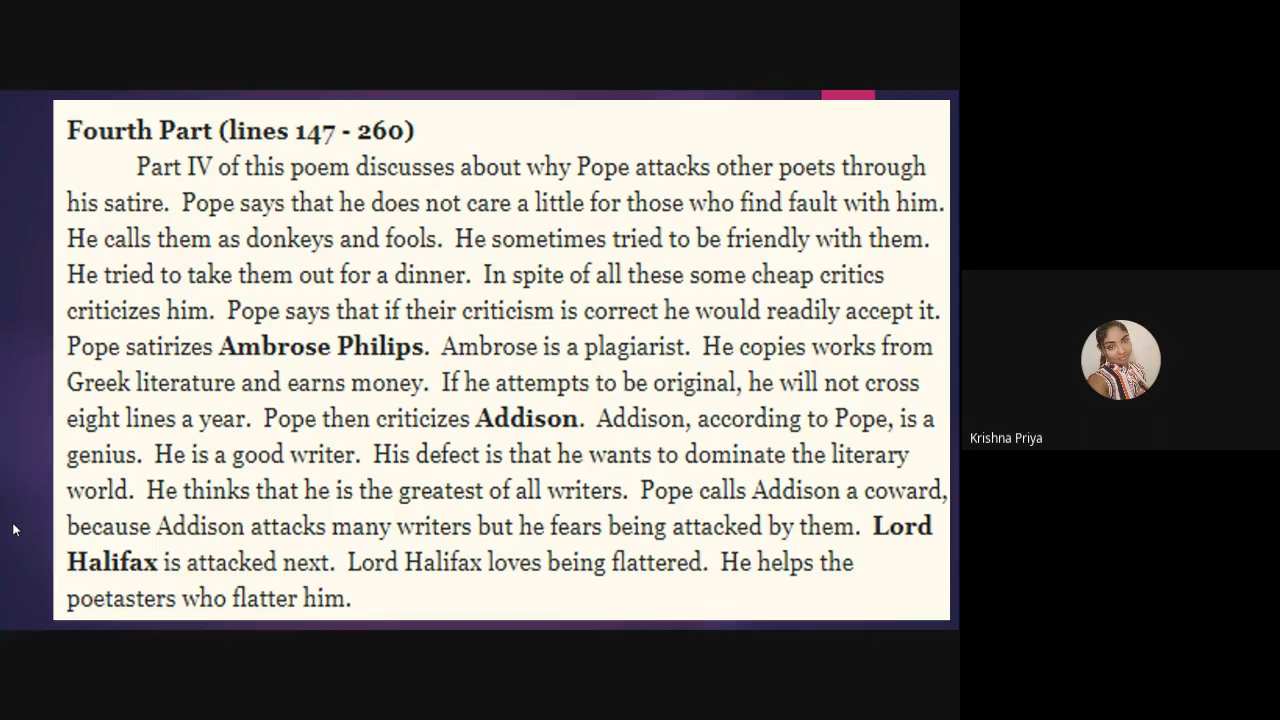 Fourth Part (lines 147 - 260)
Part IV of this poem discusses about why Pope attacks other poets through
his satire. Pope says that he does not care a little for those who find fault with him.
He calls them as donkeys and fools. He sometimes tried to be friendly with them.
He tried to take them out for a dinner. In spite of all these some cheap critics
criticizes him. Pope says that if their criticism is correct he would readily accept it.
Pope satirizes Ambrose Philips. Ambrose is a plagiarist. He copies works from
Greek literature and earns money. If he attempts to be original, he will not cross
eight lines a year. Pope then criticizes Addison. Addison, according to Pope, is a
genius. He is a good writer. His defect is that he wants to dominate the literary
world. He thinks that he is the greatest of all writers. Pope calls Addison a coward,
because Addison attacks many writers but he fears being attacked by them. Lord
Halifax is attacked next. Lord Halifax loves being flattered. He helps the
poetasters who flatter him.
Krishna Priya